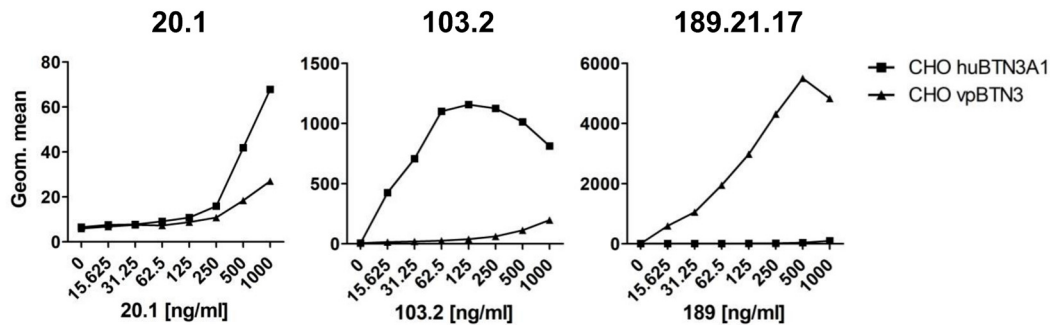 20.1 103.2 189.21.17
Geom. mean
80
60
40
20
0
0 15.625 31.25 62.5 125 250 500 1000
20.1 [ng/ml]
1500
1000
500
0
0 15.625 31.25 62.5 125 250 500 1000
103.2 [ng/ml]
6000
4000
2000
0
0 15.625 31.25 62.5 125 250 500 1000
189 [ng/ml]
CHO huBTN3A1
CHO vpBTN3